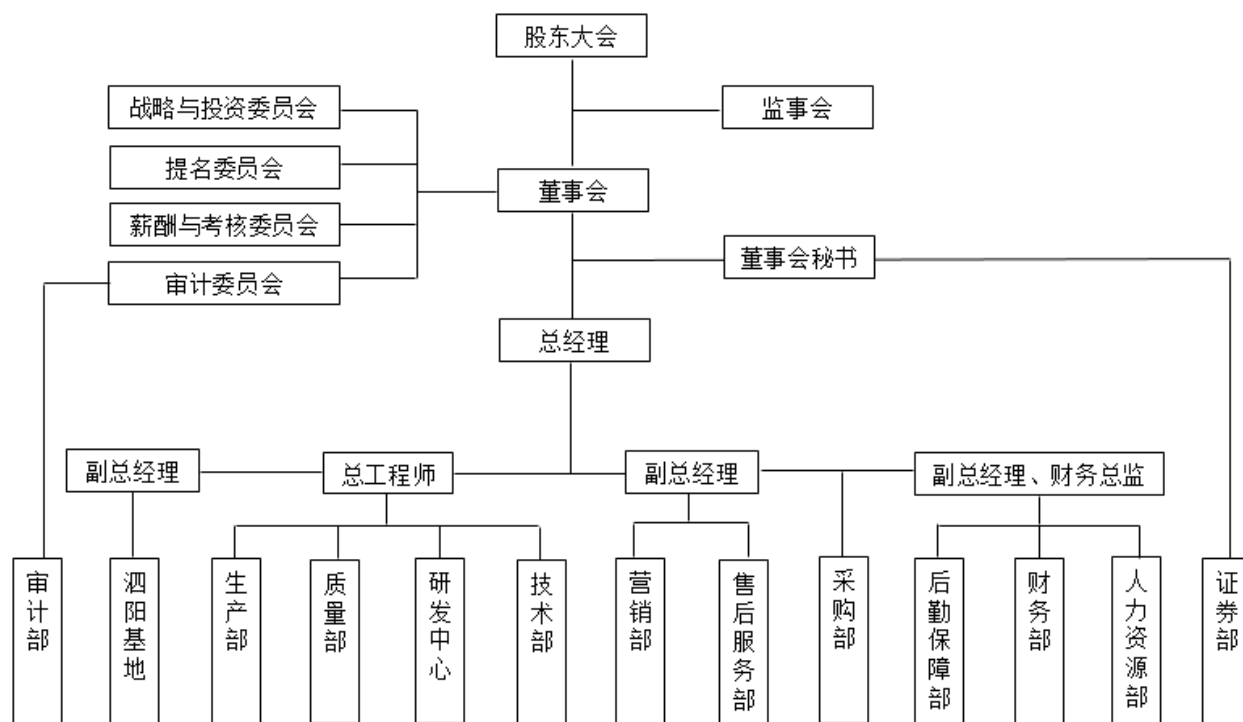 股东大会
战略与投资委员会
监事会
提名委员会
董事会
薪酬与考核委员会
董事会秘书
审计委员会
总经理
副总经理
总工程师
副总经理
副总经理、财务总监
审计部
泗阳基地
生产部
质量部
研发中心
技术部
营销部
售后服务部
采购部
后勤保障部
财务部
人力资源部
证券部